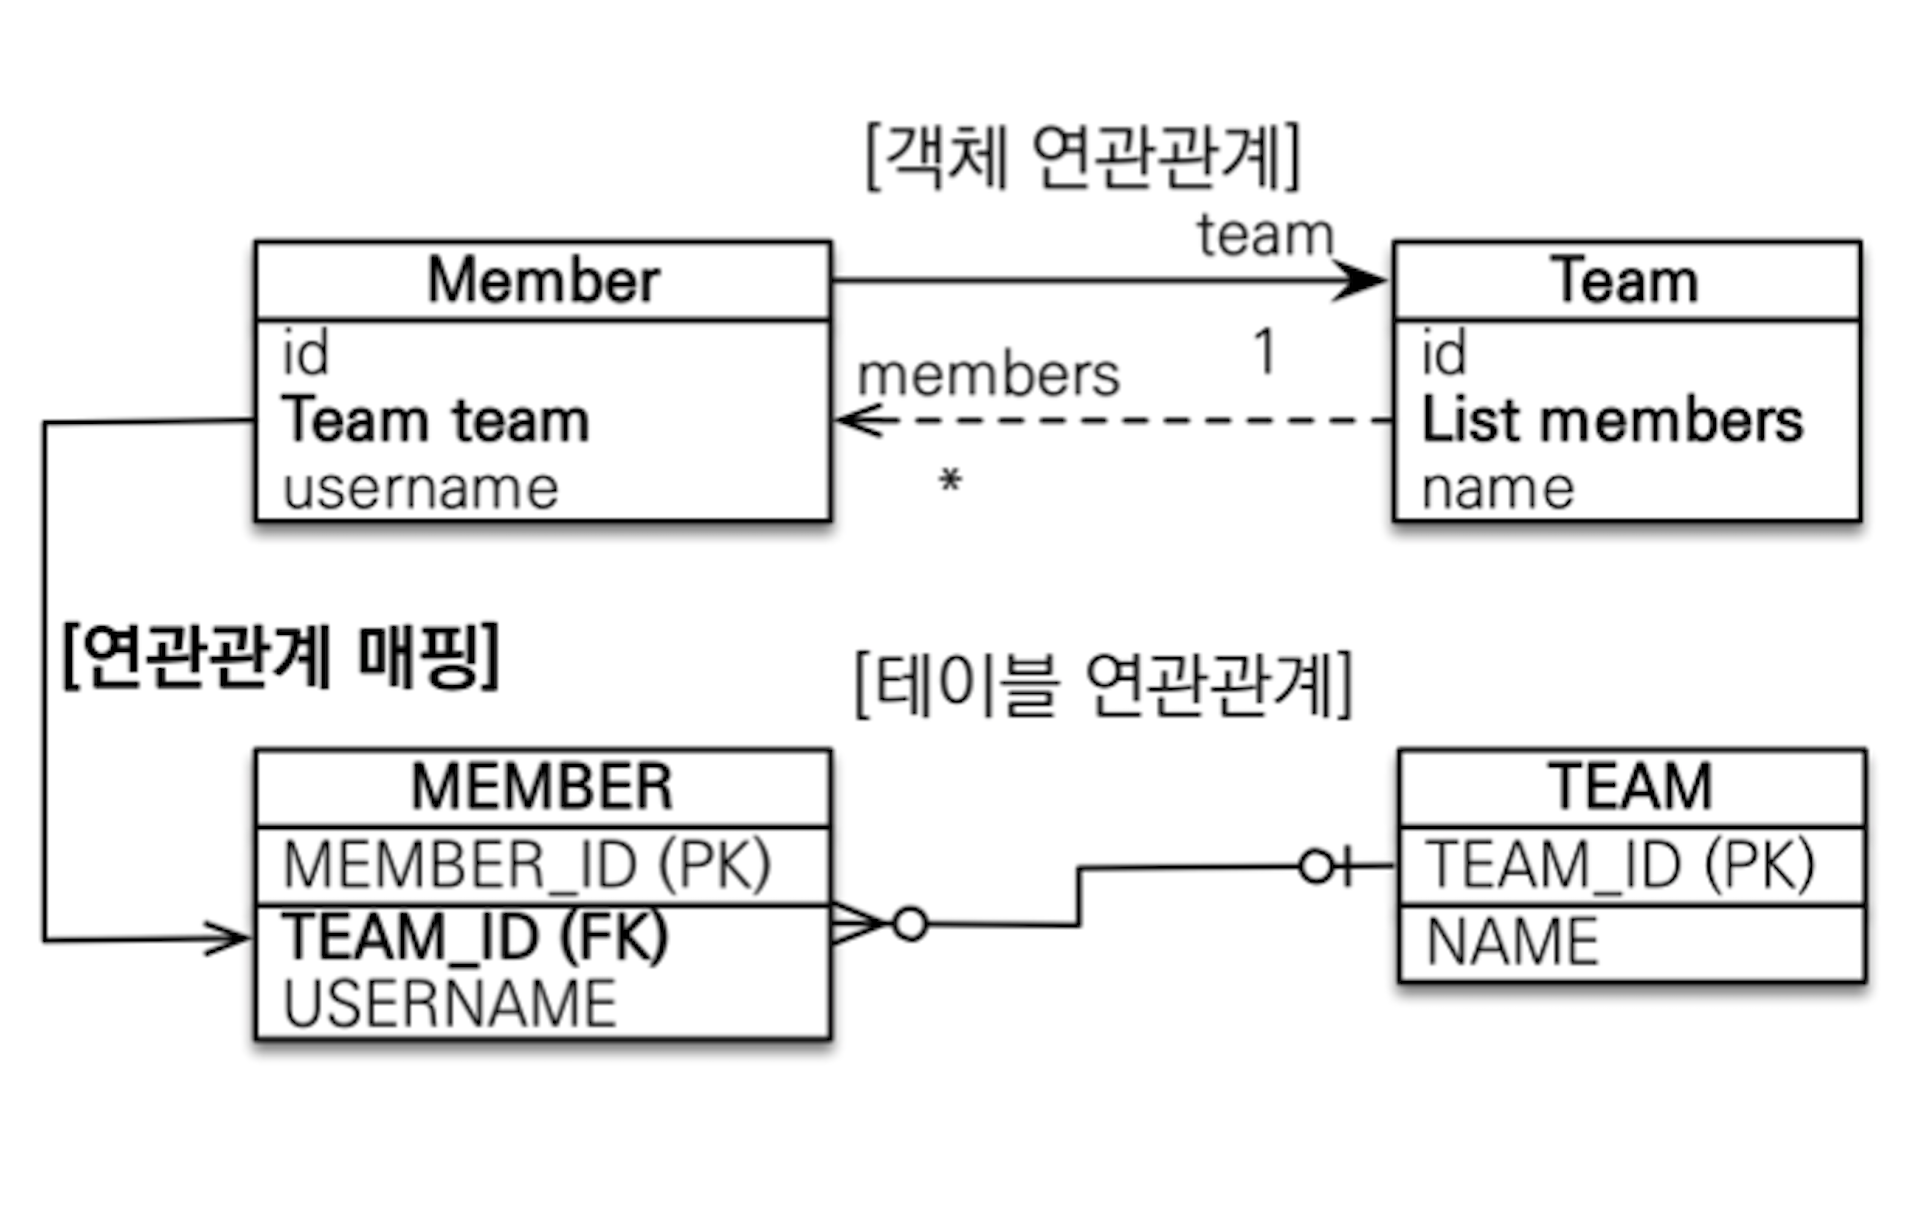 [객체 연관관계]
team
Member
Team
id
Team team
username
members
1
*
id
List members
name
[연관관계 매핑]
[테이블 연관관계]
MEMBER
MEMBER_ID (PK)
TEAM_ID (FK)
USERNAME
TEAM
TEAM_ID (PK)
NAME